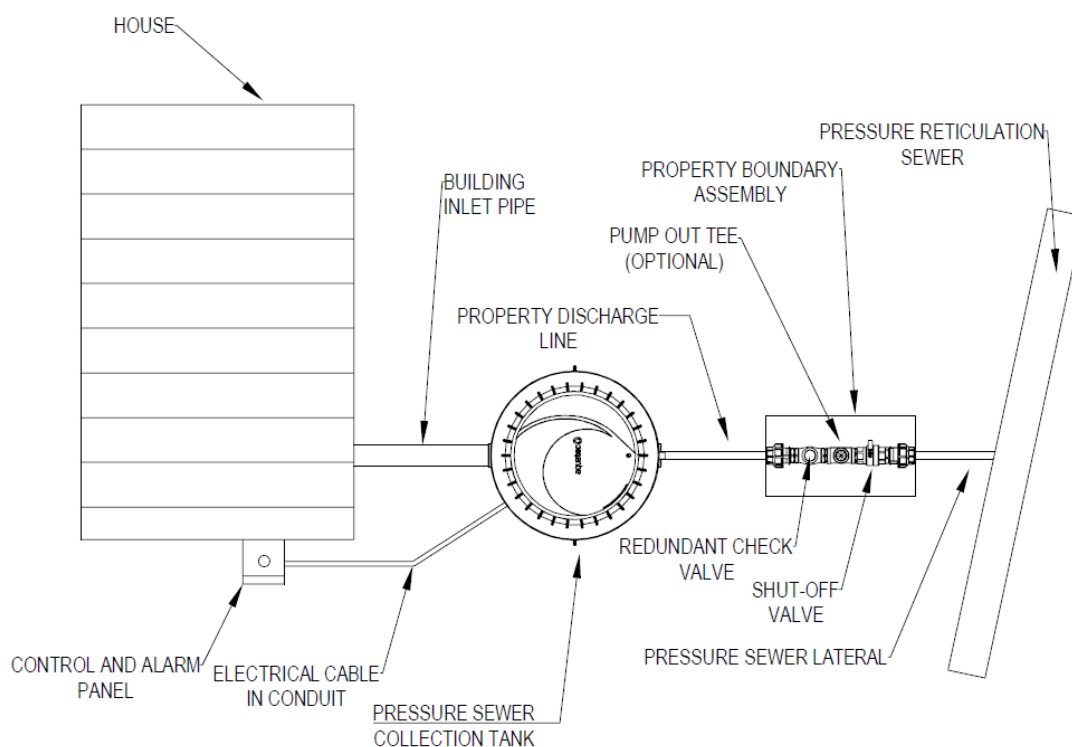 HOUSE
PRESSURE RETICULATION
SEWER
PROPERTY BOUNDARY
ASSEMBLY
BUILDING
INLET PIPE
PUMP OUT TEE
(OPTIONAL)
PROPERTY DISCHARGE
LINE
aquatec
REDUNDANT CHECK
VALVE
SHUT-OFF
VALVE
CONTROL AND ALARM
PANEL
ELECTRICAL CABLE
IN CONDUIT
PRESSURE SEWER LATERAL
PRESSURE SEWER
COLLECTION TANK